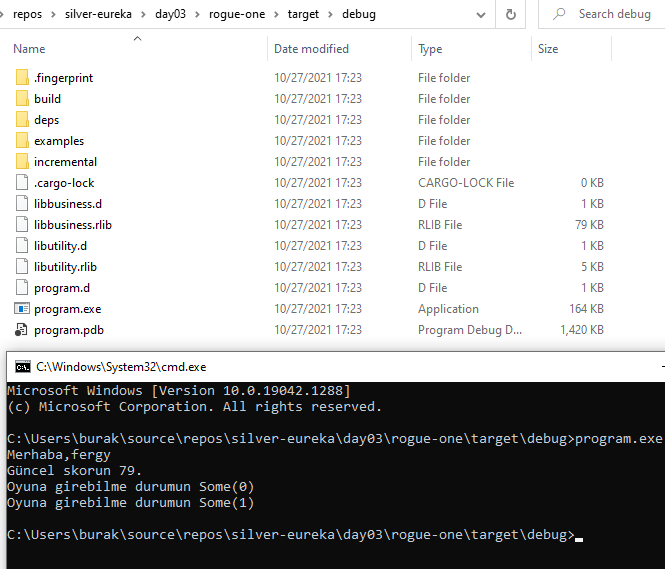 repos > silver-eureka > day03 > rogue-one > target > debug
Search debug
Name Date modified Type Size
.fingerprint 10/27/2021 17:23 File folder
build 10/27/2021 17:23 File folder
deps 10/27/2021 17:23 File folder
examples 10/27/2021 17:23 File folder
incremental 10/27/2021 17:23 File folder
.cargo-lock 10/27/2021 17:23 CARGO-LOCK File 0 KB
libbusiness.d 10/27/2021 17:23 D File 1 KB
libbusiness.rlib 10/27/2021 17:23 RLIB File 79 KB
libutility.d 10/27/2021 17:23 D File 1 KB
libutility.rlib 10/27/2021 17:23 RLIB File 5 KB
program.d 10/27/2021 17:23 D File 1 KB
program.exe 10/27/2021 17:23 Application 164 KB
program.pdb 10/27/2021 17:23 Program Debug D... 1,420 KB
C:\Windows\System32\cmd.exe
Microsoft Windows [Version 10.0.19042.1288]
(c) Microsoft Corporation. All rights reserved.
C:\Users\burak\source\repos\silver-eureka\day03\rogue-one\target\debug>program.exe
Merhaba,fergy
Güncel skorun 79.
Oyuna girebilme durumun Some(0)
Oyuna girebilme durumun Some(1)
C:\Users\burak\source\repos\silver-eureka\day03\rogue-one\target\debug>